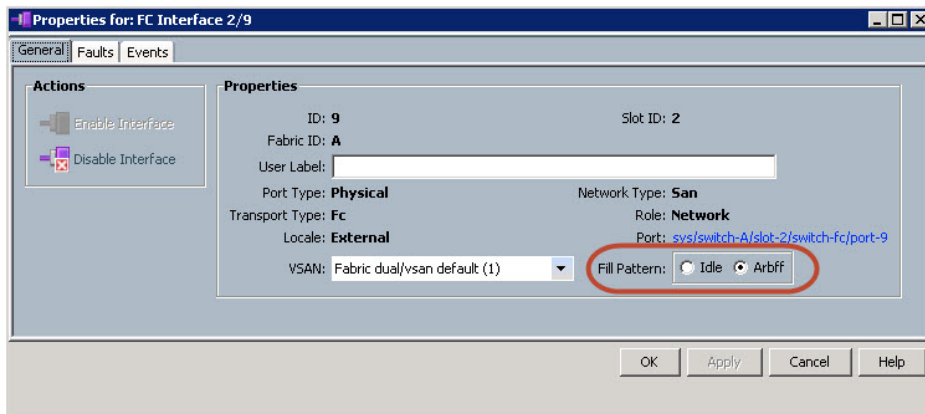 Properties for: FC Interface 2/9
General Faults Events
Actions
Enable Interface
Disable Interface
Properties
ID: 9 Slot ID: 2
Fabric ID: A
User Label:
Port Type: Physical Network Type: San
Transport Type: Fc Role: Network
Locale: External Port: sys/switch-A/slot-2/switch-fc/port-9
VSAN: Fabric dual/vsan default (1) Fill Pattern: Idle Arbff
OK Apply Cancel Help